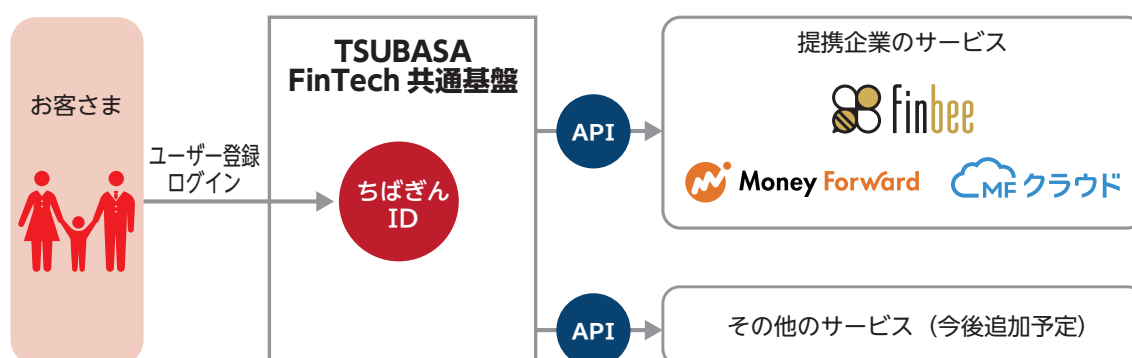 お客さま
ユーザー登録
ログイン
TSUBASA
FinTech 共通基盤
ちばぎん
ID
API
提携企業のサービス
finbee
Money Forward
MFクラウド
API
その他のサービス（今後追加予定）